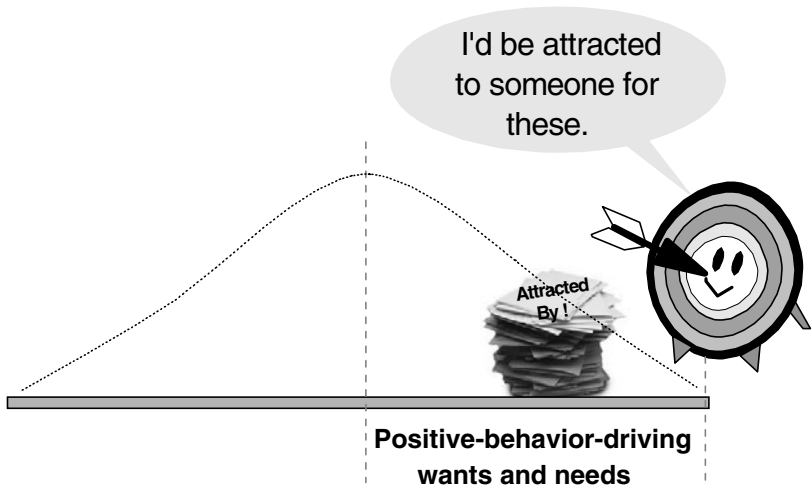 I'd be attracted
to someone for
these.
Attracted
By !
Positive-behavior-driving
wants and needs